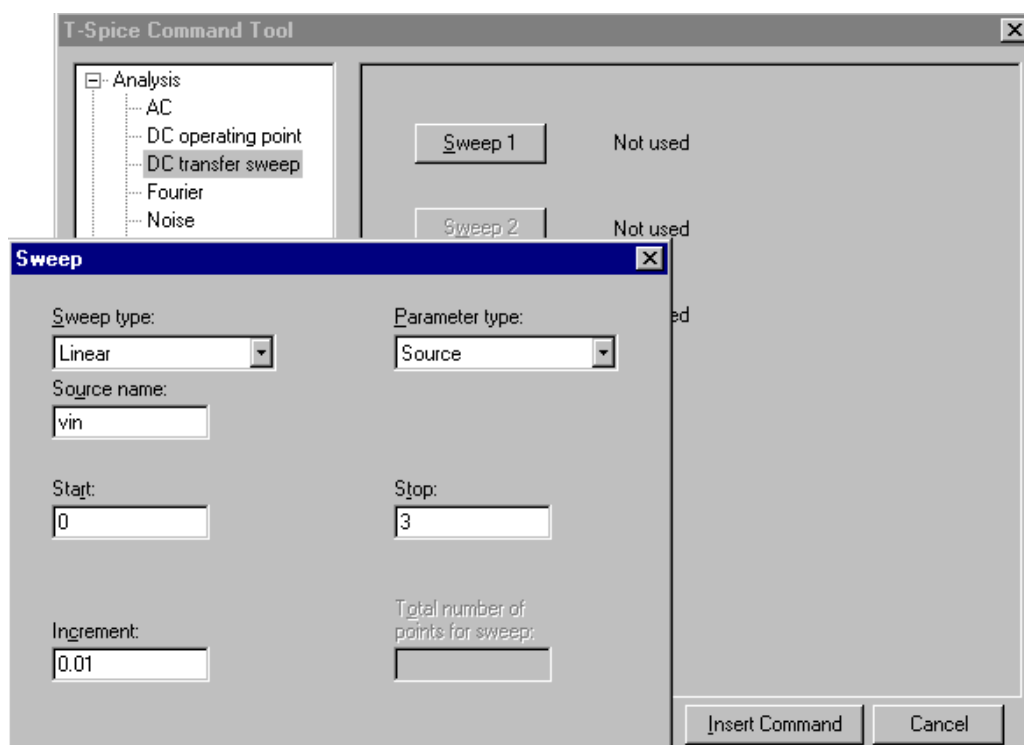 T-Spice Command Tool
Analysis
AC
DC operating point
DC transfer sweep
Fourier
Noise
Sweep 1 Not used
Sweep 2 Not used
ed
Sweep
Sweep type:
Linear
Parameter type:
Source
Source name:
vin
Start:
0
Stop:
3
Increment:
0.01
Total number of
points for sweep:
Insert Command Cancel